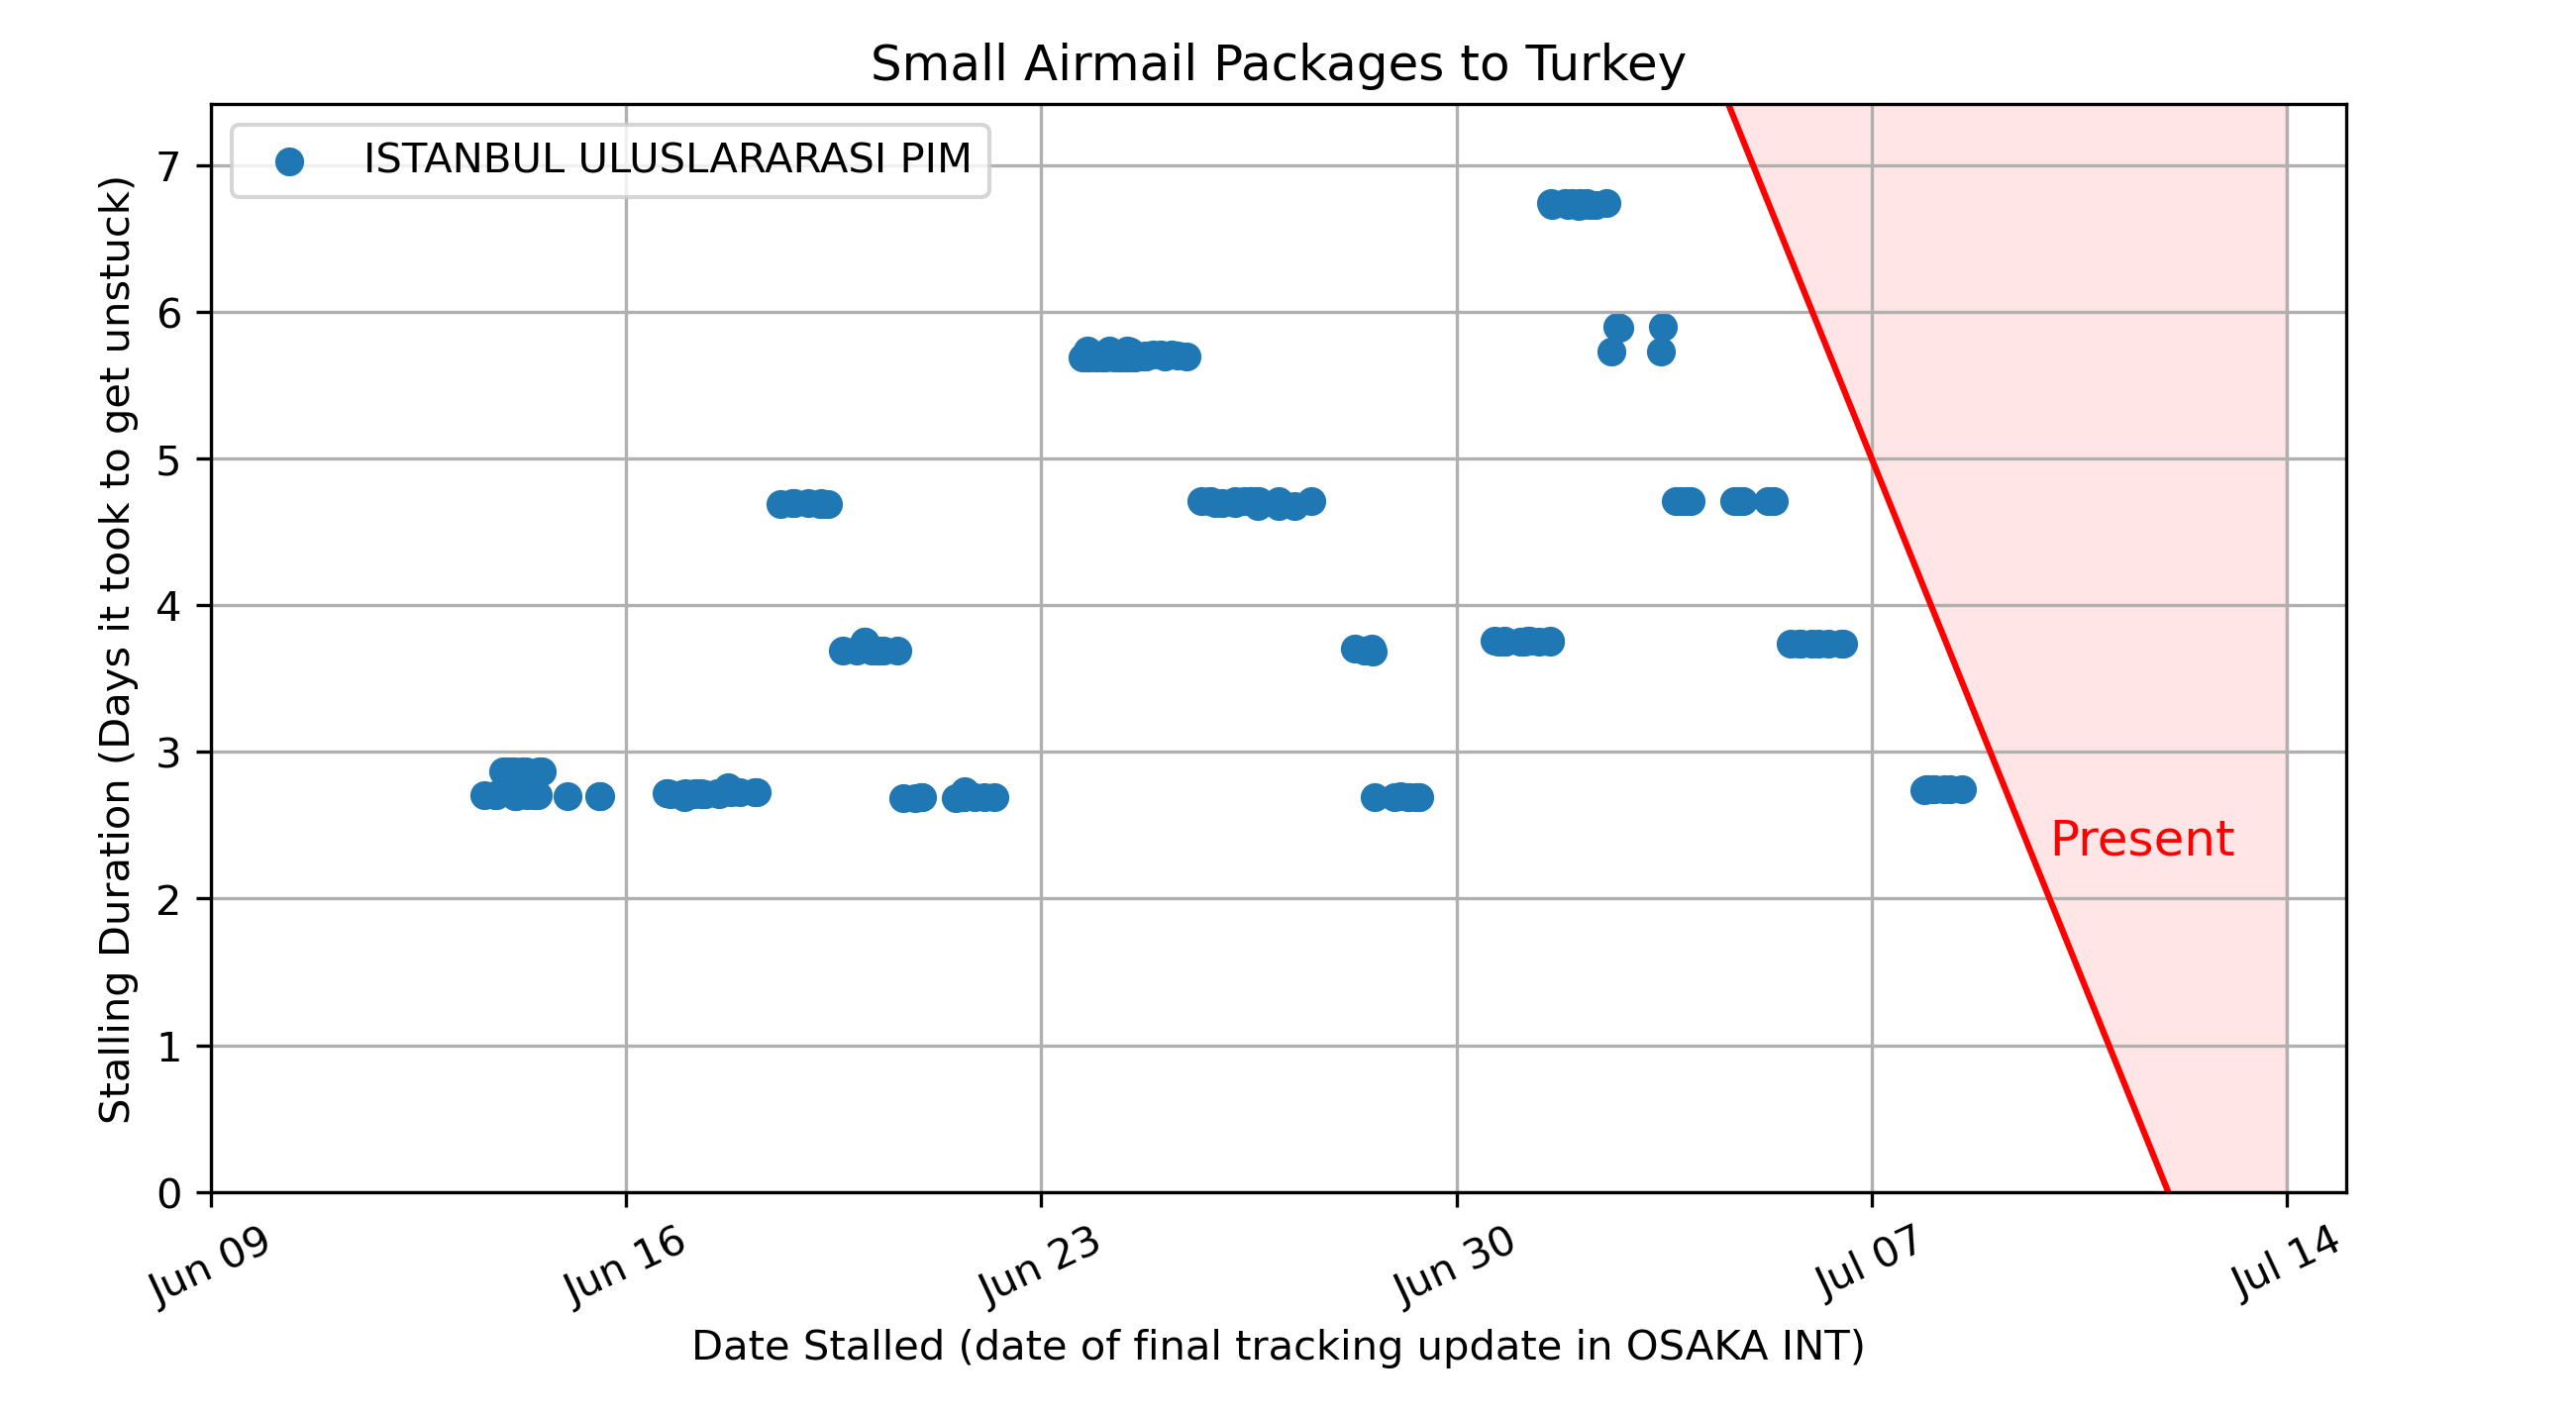 Small Airmail Packages to Turkey
ISTANBUL ULUSLARARASI PIM
Stalling Duration (Days it took to get unstuck)
7
6
5
4
3
2
1
0
Present
Jun 09
Jun 16
Jun 23
Jun 30
Jul 07
Jul 14
Date Stalled (date of final tracking update in OSAKA INT)